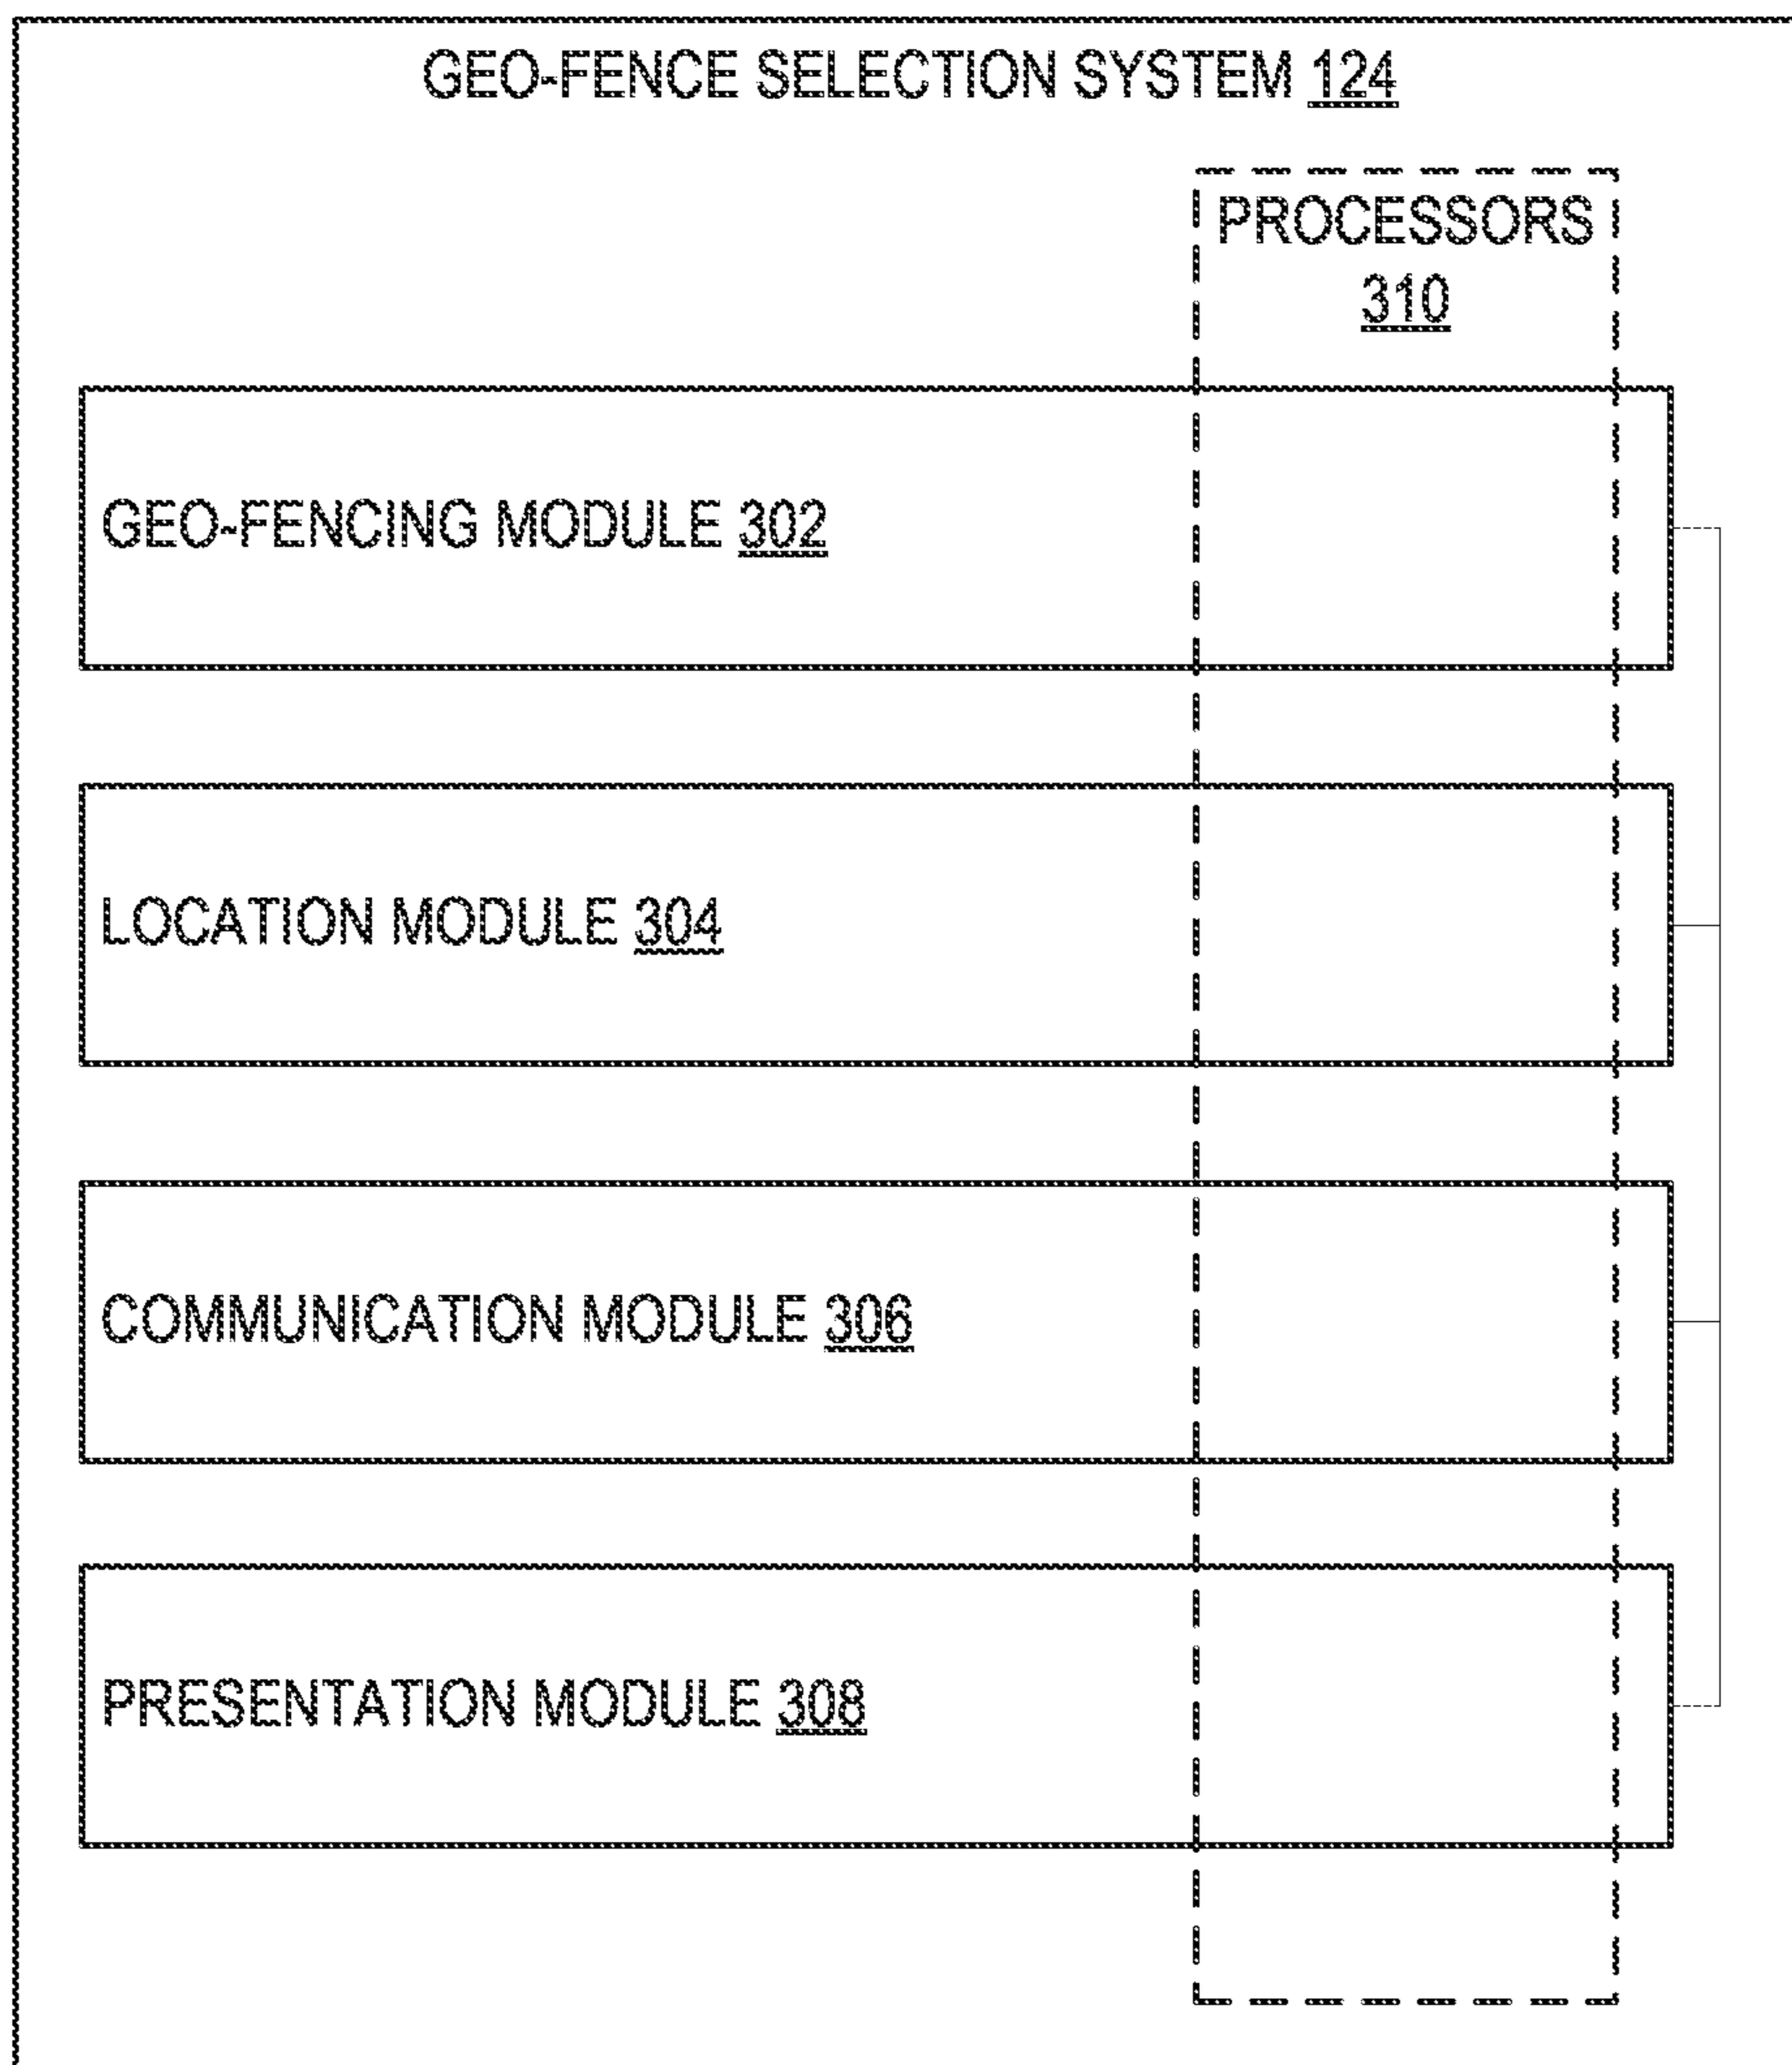 GEO-FENCE SELECTION SYSTEM 124
PROCESSORS
310
GEO-FENCING MODULE 302
LOCATION MODULE 304
COMMUNICATION MODULE 306
PRESENTATION MODULE 308